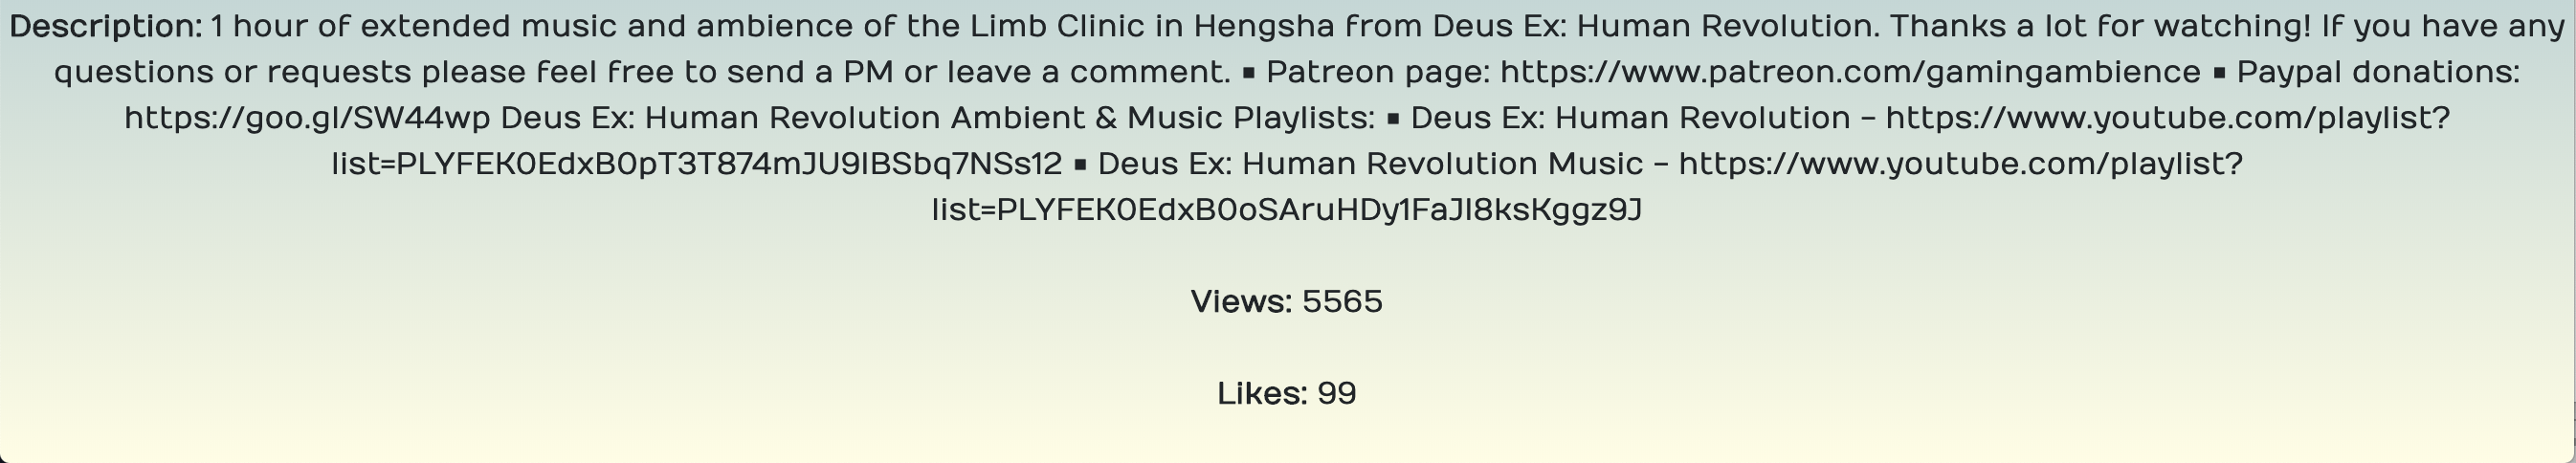 Description: 1 hour of extended music and ambience of the Limb Clinic in Hengsha from Deus Ex: Human Revolution. Thanks a lot for watching! If you have any
questions or requests please feel free to send a PM or leave a comment. ▪ Patreon page: https://www.patreon.com/gamingambience ▪ Paypal donations:
https://goo.gl/SW44wp Deus Ex: Human Revolution Ambient & Music Playlists: ▪ Deus Ex: Human Revolution - https://www.youtube.com/playlist?
list=PLYFEK0EdxB0pT3T874mJU9IBSbq7NSs12 ▪ Deus Ex: Human Revolution Music - https://www.youtube.com/playlist?
list=PLYFEK0EdxB0oSAruHDy1FaJI8ksKggz9J
Views: 5565
Likes: 99